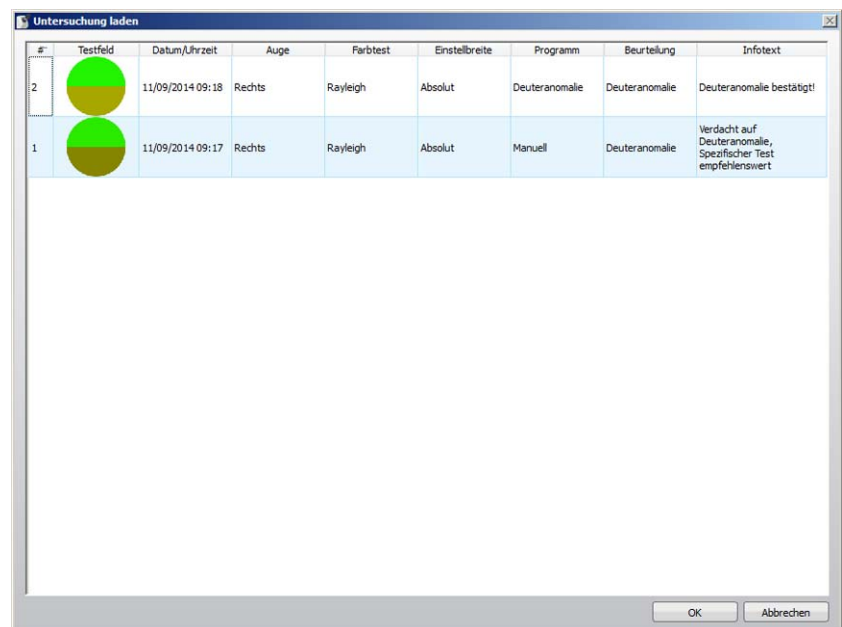 Untersuchung laden
# Testfeld Datum/Uhrzeit Auge Farbtest Einstellbreite Programm Beurteilung Infotext
2 11/09/2014 09:18 Rechts Rayleigh Absolut Deuteranomalie Deuteranomalie Deuteranomalie bestätigt!
1 11/09/2014 09:17 Rechts Rayleigh Absolut Manuell Deuteranomalie Verdacht auf
Deuteranomalie,
Spezifischer Test
empfehlenswert
OK Abbrechen